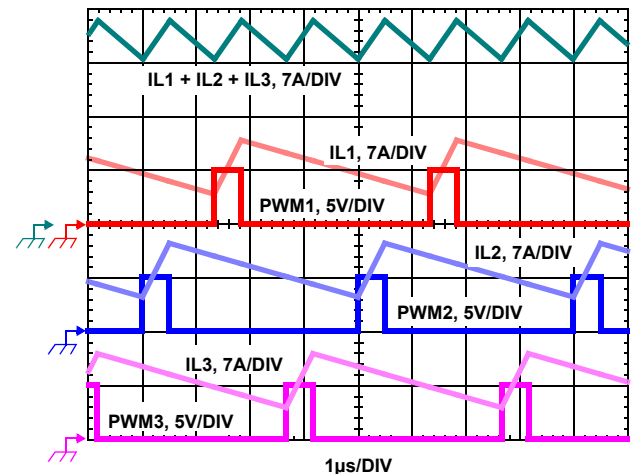 IL1 + IL2 + IL3, 7A/DIV
IL1, 7A/DIV
PWM1, 5V/DIV
IL2, 7A/DIV
PWM2, 5V/DIV
IL3, 7A/DIV
PWM3, 5V/DIV
1µs/DIV